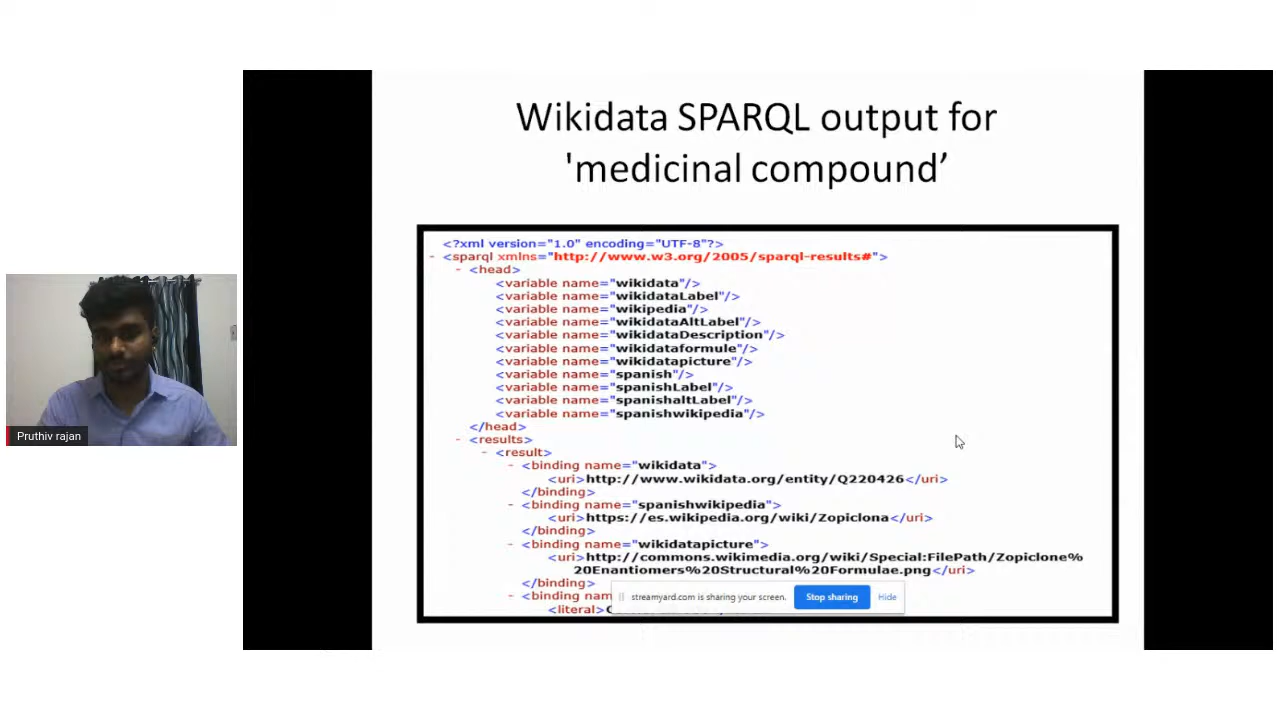 Wikidata SPARQL output for
'medicinal compound’
<?xml version="1.0" encoding="UTF-8"?>
- <sparql xmlns="http://www.w3.org/2005/sparql-results#">
- <head>
<variable name="wikidata"/>
<variable name="wikidataLabel"/>
<variable name="wikipedia"/>
<variable name="wikidataAltLabel"/>
<variable name="wikidataDescription"/>
<variable name="wikidataformule"/>
<variable name="wikidatapicture"/>
<variable name="spanish"/>
<variable name="spanishLabel"/>
<variable name="spanishaltLabel"/>
<variable name="spanishwikipedia"/>
</head>
- <results>
- <result>
- <binding name="wikidata">
<uri>http://www.wikidata.org/entity/Q220426</uri>
</binding>
- <binding name="spanishwikipedia">
<uri>https://es.wikipedia.org/wiki/Zopiclona</uri>
</binding>
- <binding name="wikidatapicture">
<uri>http://commons.wikimedia.org/wiki/Special:FilePath/Zopiclone%
20Enantiomers%20Structural%20Formulae.png</uri>
</binding>
- <binding nam
<literal>
streamyard.com is sharing your screen.
Stop sharing
Hide
Pruthiv rajan